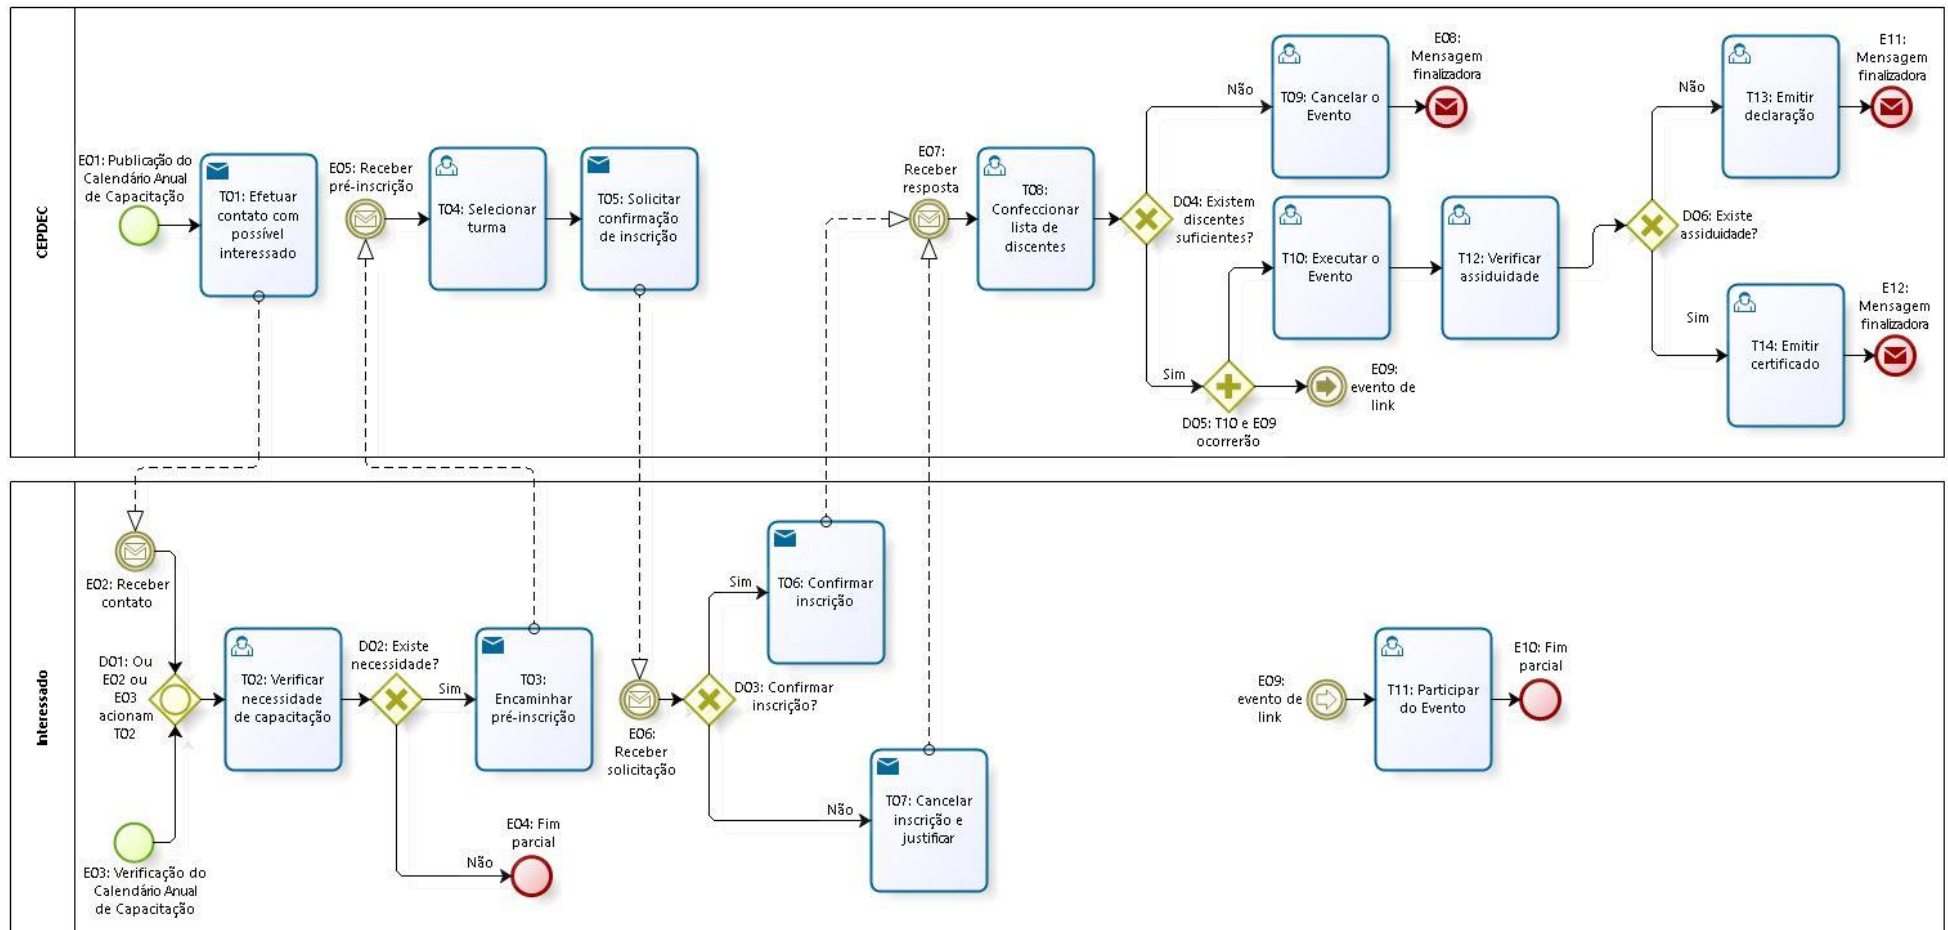 CEPDEC
E01: Publicação do
Calendário Anual
de Capacitação
T01: Efetuar
contato com
possível
interessado
E05: Receber
pré-inscrição
T04: Selecionar
turma
T05: Solicitar
confirmação
de inscrição
E07:
Receber
resposta
T08:
Confeccionar
lista de
discentes
D04: Existem
discentes
suficientes?
Não
T09: Cancelar o
Evento
E08:
Mensagem
finalizadora
Sim
D05: T10 e E09
ocorrerão
T10: Executar o
Evento
E09:
evento de
link
T12: Verificar
assiduidade
D06: Existe
assiduidade?
Não
T13: Emitir
declaração
E11:
Mensagem
finalizadora
Sim
T14: Emitir
certificado
E12:
Mensagem
finalizadora
Interessado
E02: Receber
contato
D01: Ou
E02 ou
E03
acionam
T02
E03: Verificação do
Calendário Anual
de Capacitação
T02: Verificar
necessidade
de capacitação
D02: Existe
necessidade?
Sim
T03:
Encaminhar
pré-inscrição
Não
E04: Fim
parcial
E06:
Receber
solicitação
D03: Confirmar
inscrição?
Sim
T06: Confirmar
inscrição
Não
T07: Cancelar
inscrição e
justificar
E09:
evento de
link
T11: Participar
do Evento
E10: Fim
parcial